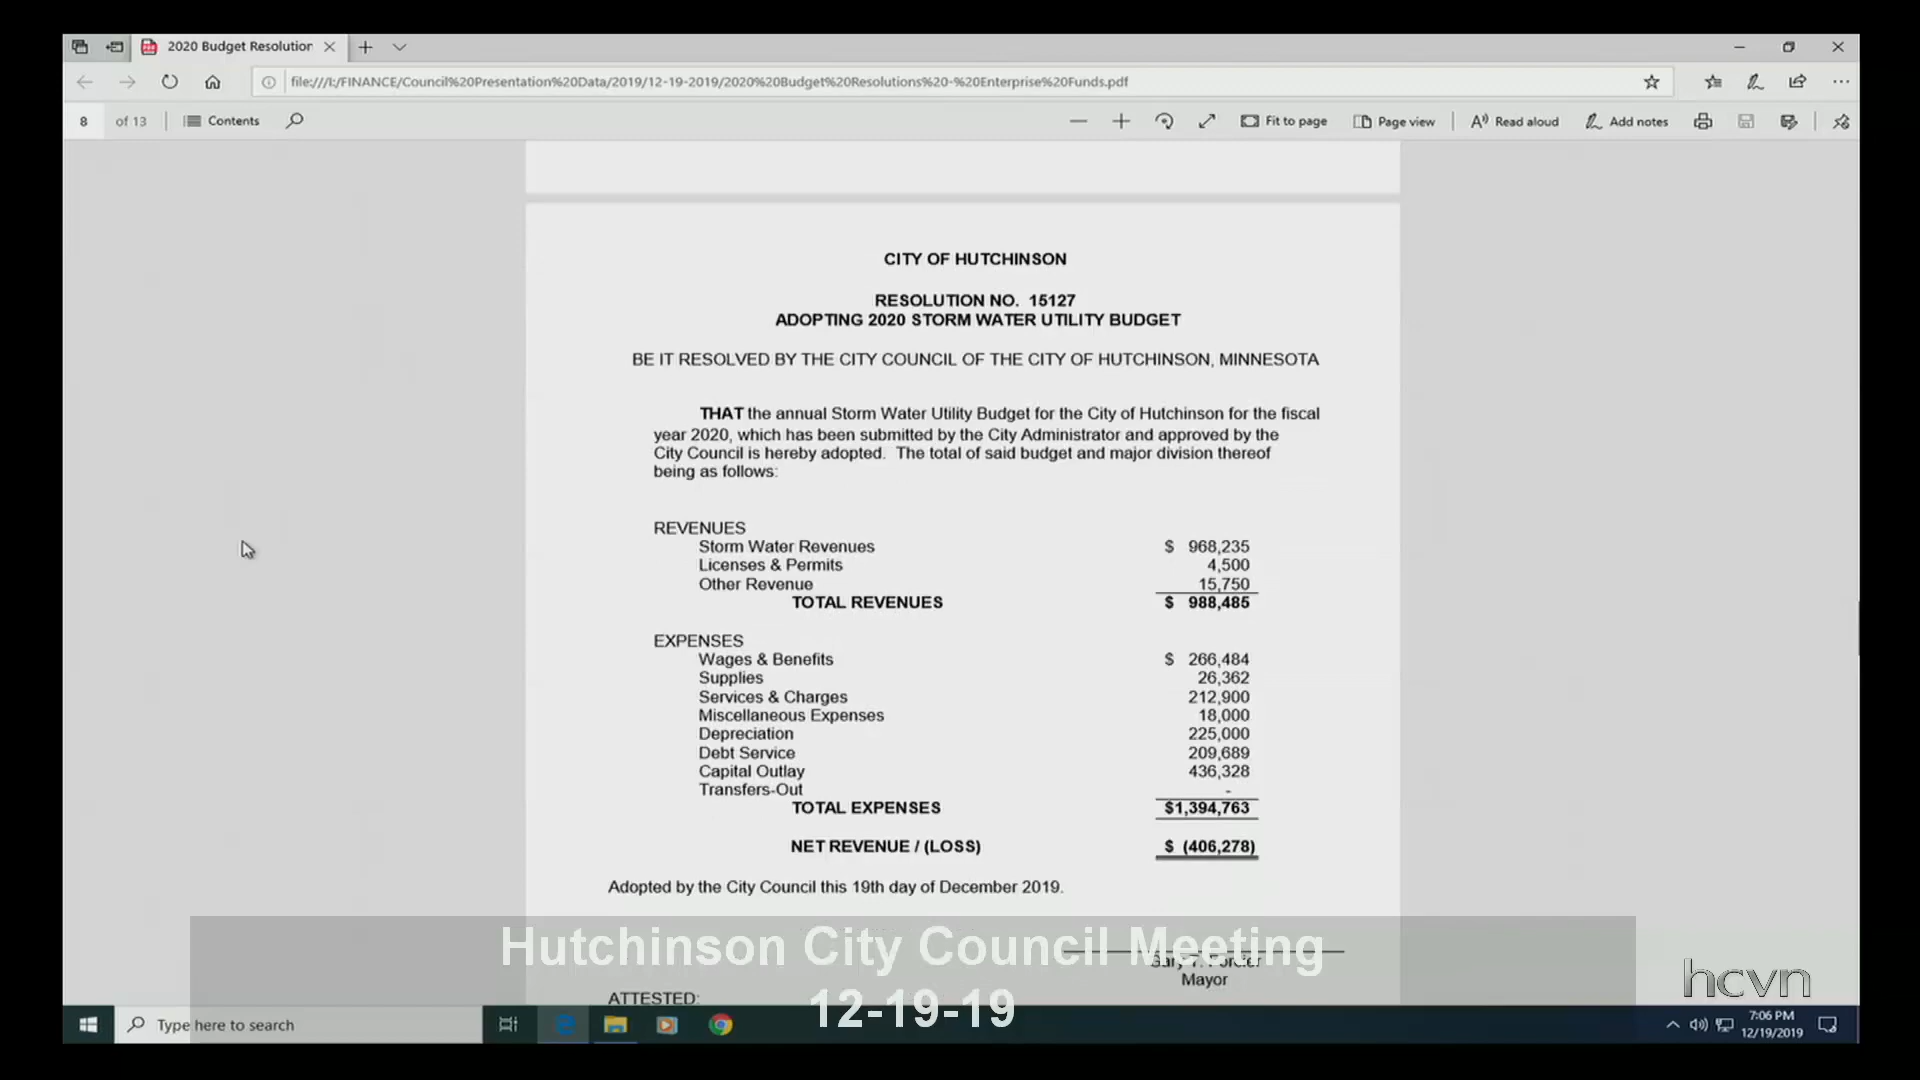 2020 Budget Resolution
file:///I:/FINANCE/Council%20Presentation%20Data/2019/12-19-2019/2020%20Budget%20Resolutions%20-%20Enterprise%20Funds.pdf
8 of 13 Contents Fit to page Page view Read aloud Add notes
CITY OF HUTCHINSON
RESOLUTION NO. 15127
ADOPTING 2020 STORM WATER UTILITY BUDGET
BE IT RESOLVED BY THE CITY COUNCIL OF THE CITY OF HUTCHINSON, MINNESOTA
THAT the annual Storm Water Utility Budget for the City of Hutchinson for the fiscal
year 2020, which has been submitted by the City Administrator and approved by the
City Council is hereby adopted. The total of said budget and major division thereof
being as follows:
REVENUES
Storm Water Revenues $ 968,235
Licenses & Permits 4,500
Other Revenue 15,750
TOTAL REVENUES $ 988,485
EXPENSES
Wages & Benefits $ 266,484
Supplies 26,362
Services & Charges 212,900
Miscellaneous Expenses 18,000
Depreciation 225,000
Debt Service 209,689
Capital Outlay 436,328
Transfers-Out -
TOTAL EXPENSES $1,394,763
NET REVENUE / (LOSS) $ (406,278)
Adopted by the City Council this 19th day of December 2019.
Hutchinson City Council Meeting
Gary T. Forcier
Mayor
hcvn
ATTESTED:
12-19-19
Type here to search
7:06 PM
12/19/2019